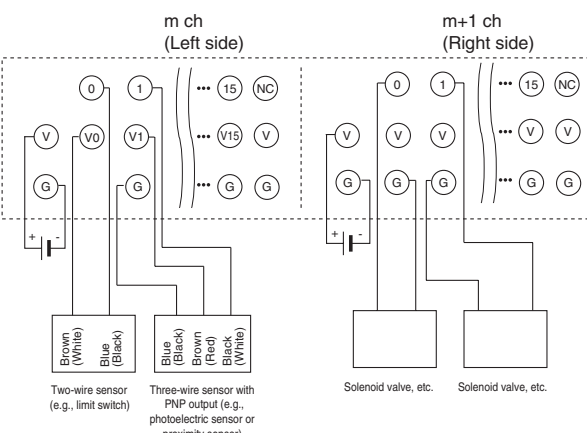 m ch
(Left side)
m+1 ch
(Right side)
0 1 ... 15 NC
V V0 V1 ... V15 V
G G ... G G
+ -
0 1 ... 15 NC
V V V ... V V
G G G ... G G
+ -
Brown
(White)
Blue
(Black)
Blue
(Black)
Brown
(Red)
Black
(White)
Two-wire sensor
(e.g., limit switch)
Three-wire sensor with
PNP output (e.g.,
photoelectric sensor or
proximity sensor)
Solenoid valve, etc.
Solenoid valve, etc.